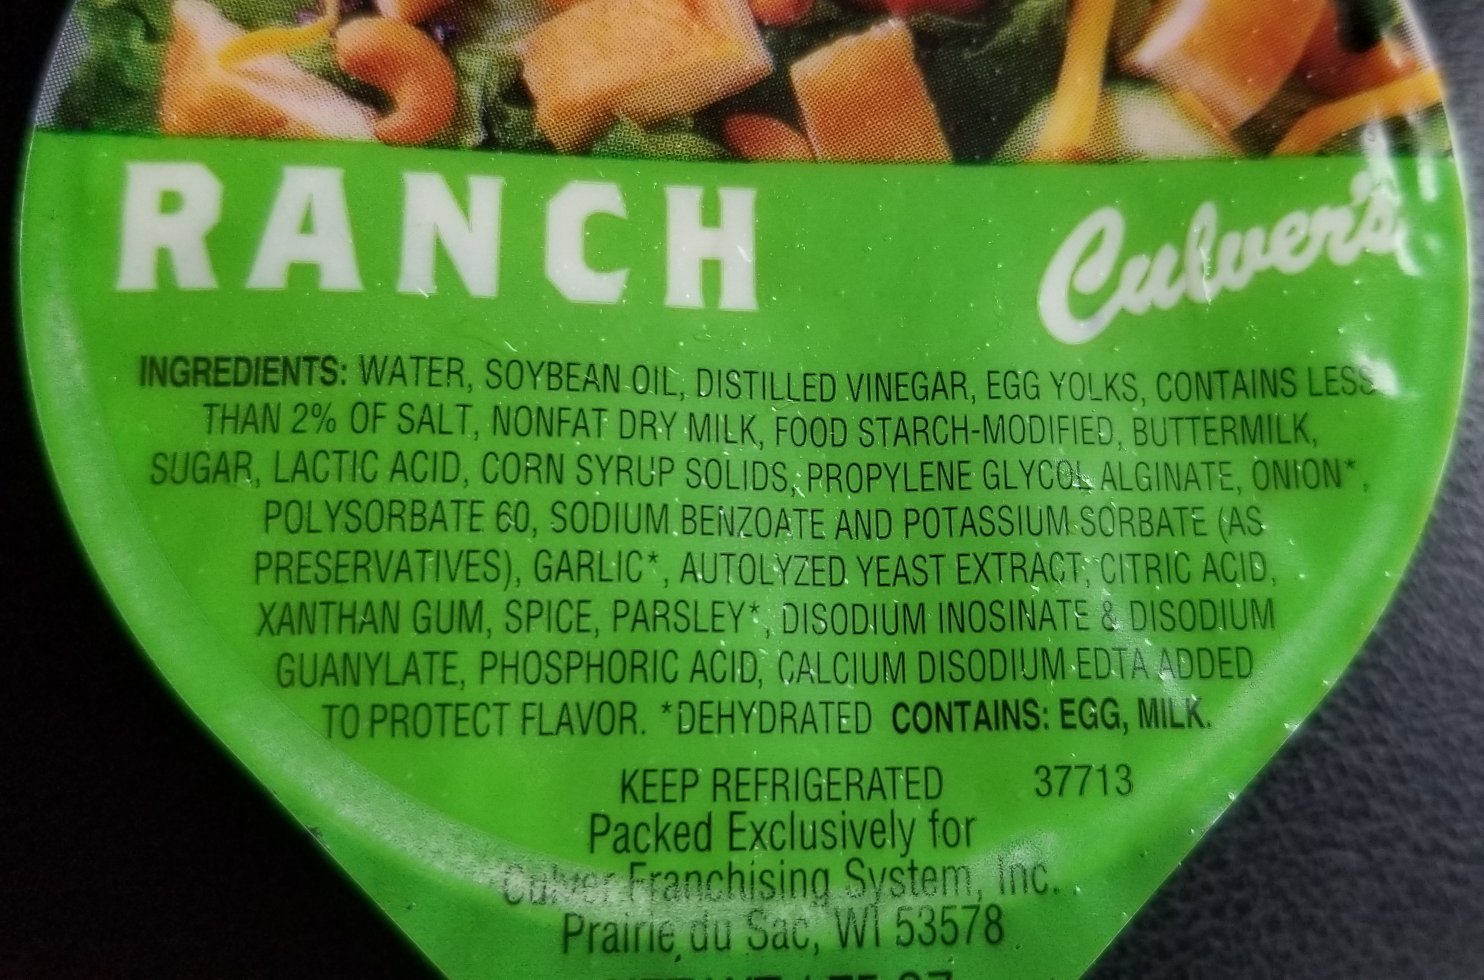 RANCH
Culver's
INGREDIENTS: WATER, SOYBEAN OIL, DISTILLED VINEGAR, EGG YOLKS, CONTAINS LESS
THAN 2% OF SALT, NONFAT DRY MILK, FOOD STARCH-MODIFIED, BUTTERMILK,
SUGAR, LACTIC ACID, CORN SYRUP SOLIDS, PROPYLENE GLYCOL ALGINATE, ONION*,
POLYSORBATE 60, SODIUM BENZOATE AND POTASSIUM SORBATE (AS
PRESERVATIVES), GARLIC*, AUTOLYZED YEAST EXTRACT, CITRIC ACID,
XANTHAN GUM, SPICE, PARSLEY*, DISODIUM INOSINATE & DISODIUM
GUANYLATE, PHOSPHORIC ACID, CALCIUM DISODIUM EDTA ADDED
TO PROTECT FLAVOR. *DEHYDRATED CONTAINS: EGG, MILK.
KEEP REFRIGERATED 37713
Packed Exclusively for
Culver Franchising System, Inc.
Prairie du Sac, WI 53578